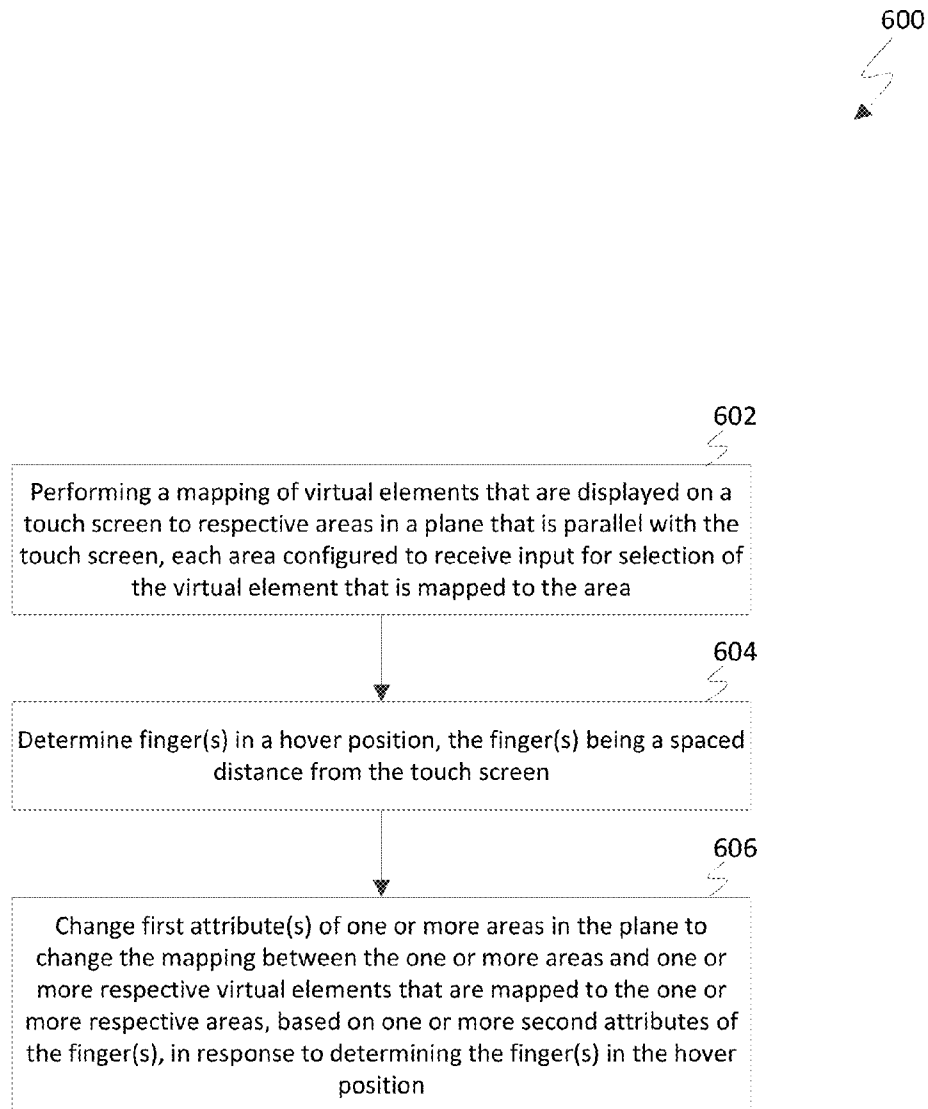 600
602
Performing a mapping of virtual elements that are displayed on a
touch screen to respective areas in a plane that is parallel with the
touch screen, each area configured to receive input for selection of
the virtual element that is mapped to the area
604
Determine finger(s) in a hover position, the finger(s) being a spaced
distance from the touch screen
606
Change first attribute(s) of one or more areas in the plane to
change the mapping between the one or more areas and one or
more respective virtual elements that are mapped to the one or
more respective areas, based on one or more second attributes of
the finger(s), in response to determining the finger(s) in the hover
position